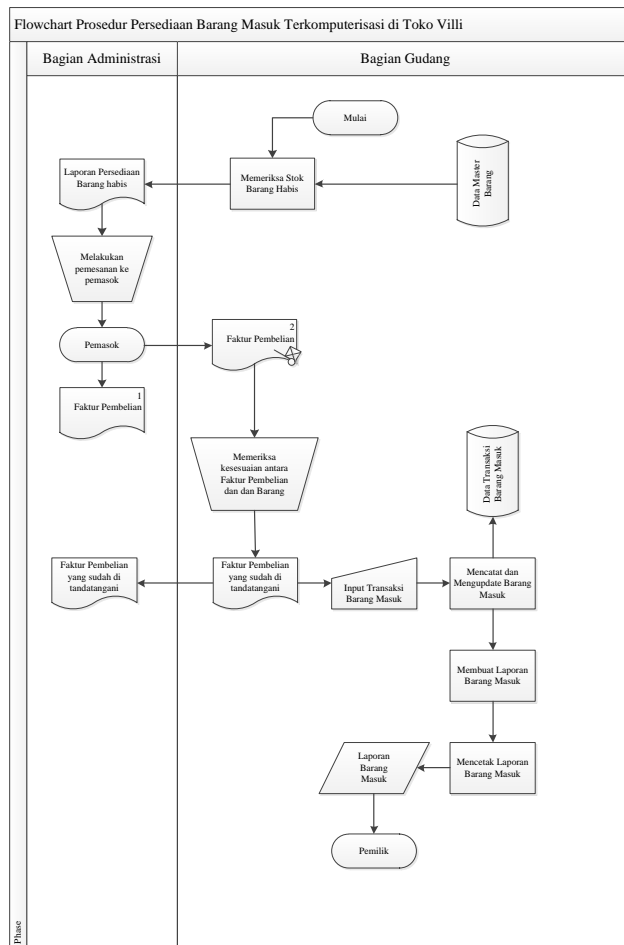 Flowchart Prosedur Persediaan Barang Masuk Terkomputerisasi di Toko Villi
Bagian Administrasi
Bagian Gudang
Mulai
Laporan Persediaan
Barang habis
Memeriksa Stok
Barang Habis
Data Master
Barang
Melakukan
pemesanan ke
pemasok
Pemasok
2
Faktur Pembelian
1
Faktur Pembelian
Memeriksa
kesesuaian antara
Faktur Pembelian
dan dan Barang
Data Transaksi
Barang Masuk
Faktur Pembelian
yang sudah di
tandatangani
Faktur Pembelian
yang sudah di
tandatangani
Input Transaksi
Barang Masuk
Mencatat dan
Mengupdate Barang
Masuk
Membuat Laporan
Barang Masuk
Laporan
Barang
Masuk
Mencetak Laporan
Barang Masuk
Pemilik
Phase